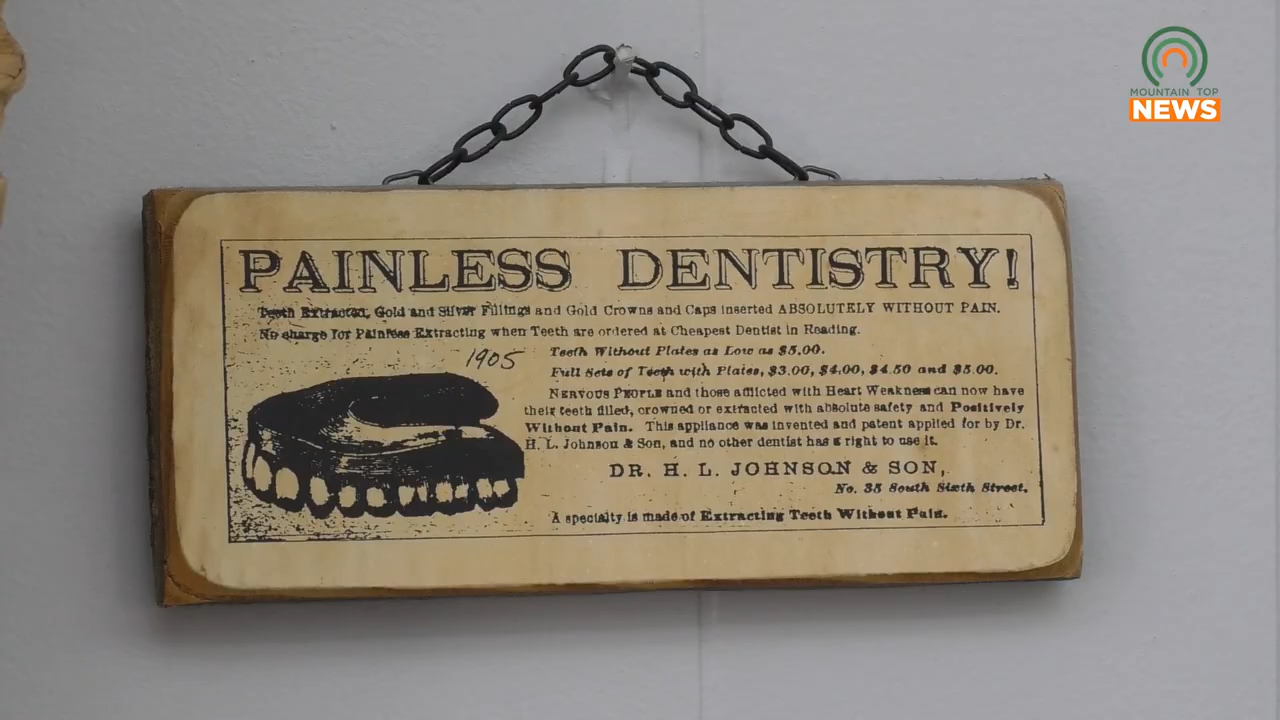 MOUNTAIN TOP
NEWS
PAINLESS DENTISTRY!
Teeth Extracted, Gold and Silver Fillings and Gold Crowns and Caps inserted ABSOLUTELY WITHOUT PAIN.
No charge for Painless Extracting when Teeth are ordered at Cheapest Dentist in Reading.
1905
Teeth Without Plates as Low as $5.00.
Full Sets of Teeth with Plates, $3.00, $4.00, $4.50 and $5.00.
NERVOUS PEOPLE and those afflicted with Heart Weakness can now have
their teeth filled, crowned or extracted with absolute safety and Positively
Without Pain. This appliance was invented and patent applied for by Dr.
H. L. Johnson & Son, and no other dentist has a right to use it.
DR. H. L. JOHNSON & SON,
No. 35 South Sixth Street.
A specialty is made of Extracting Teeth Without Pain.